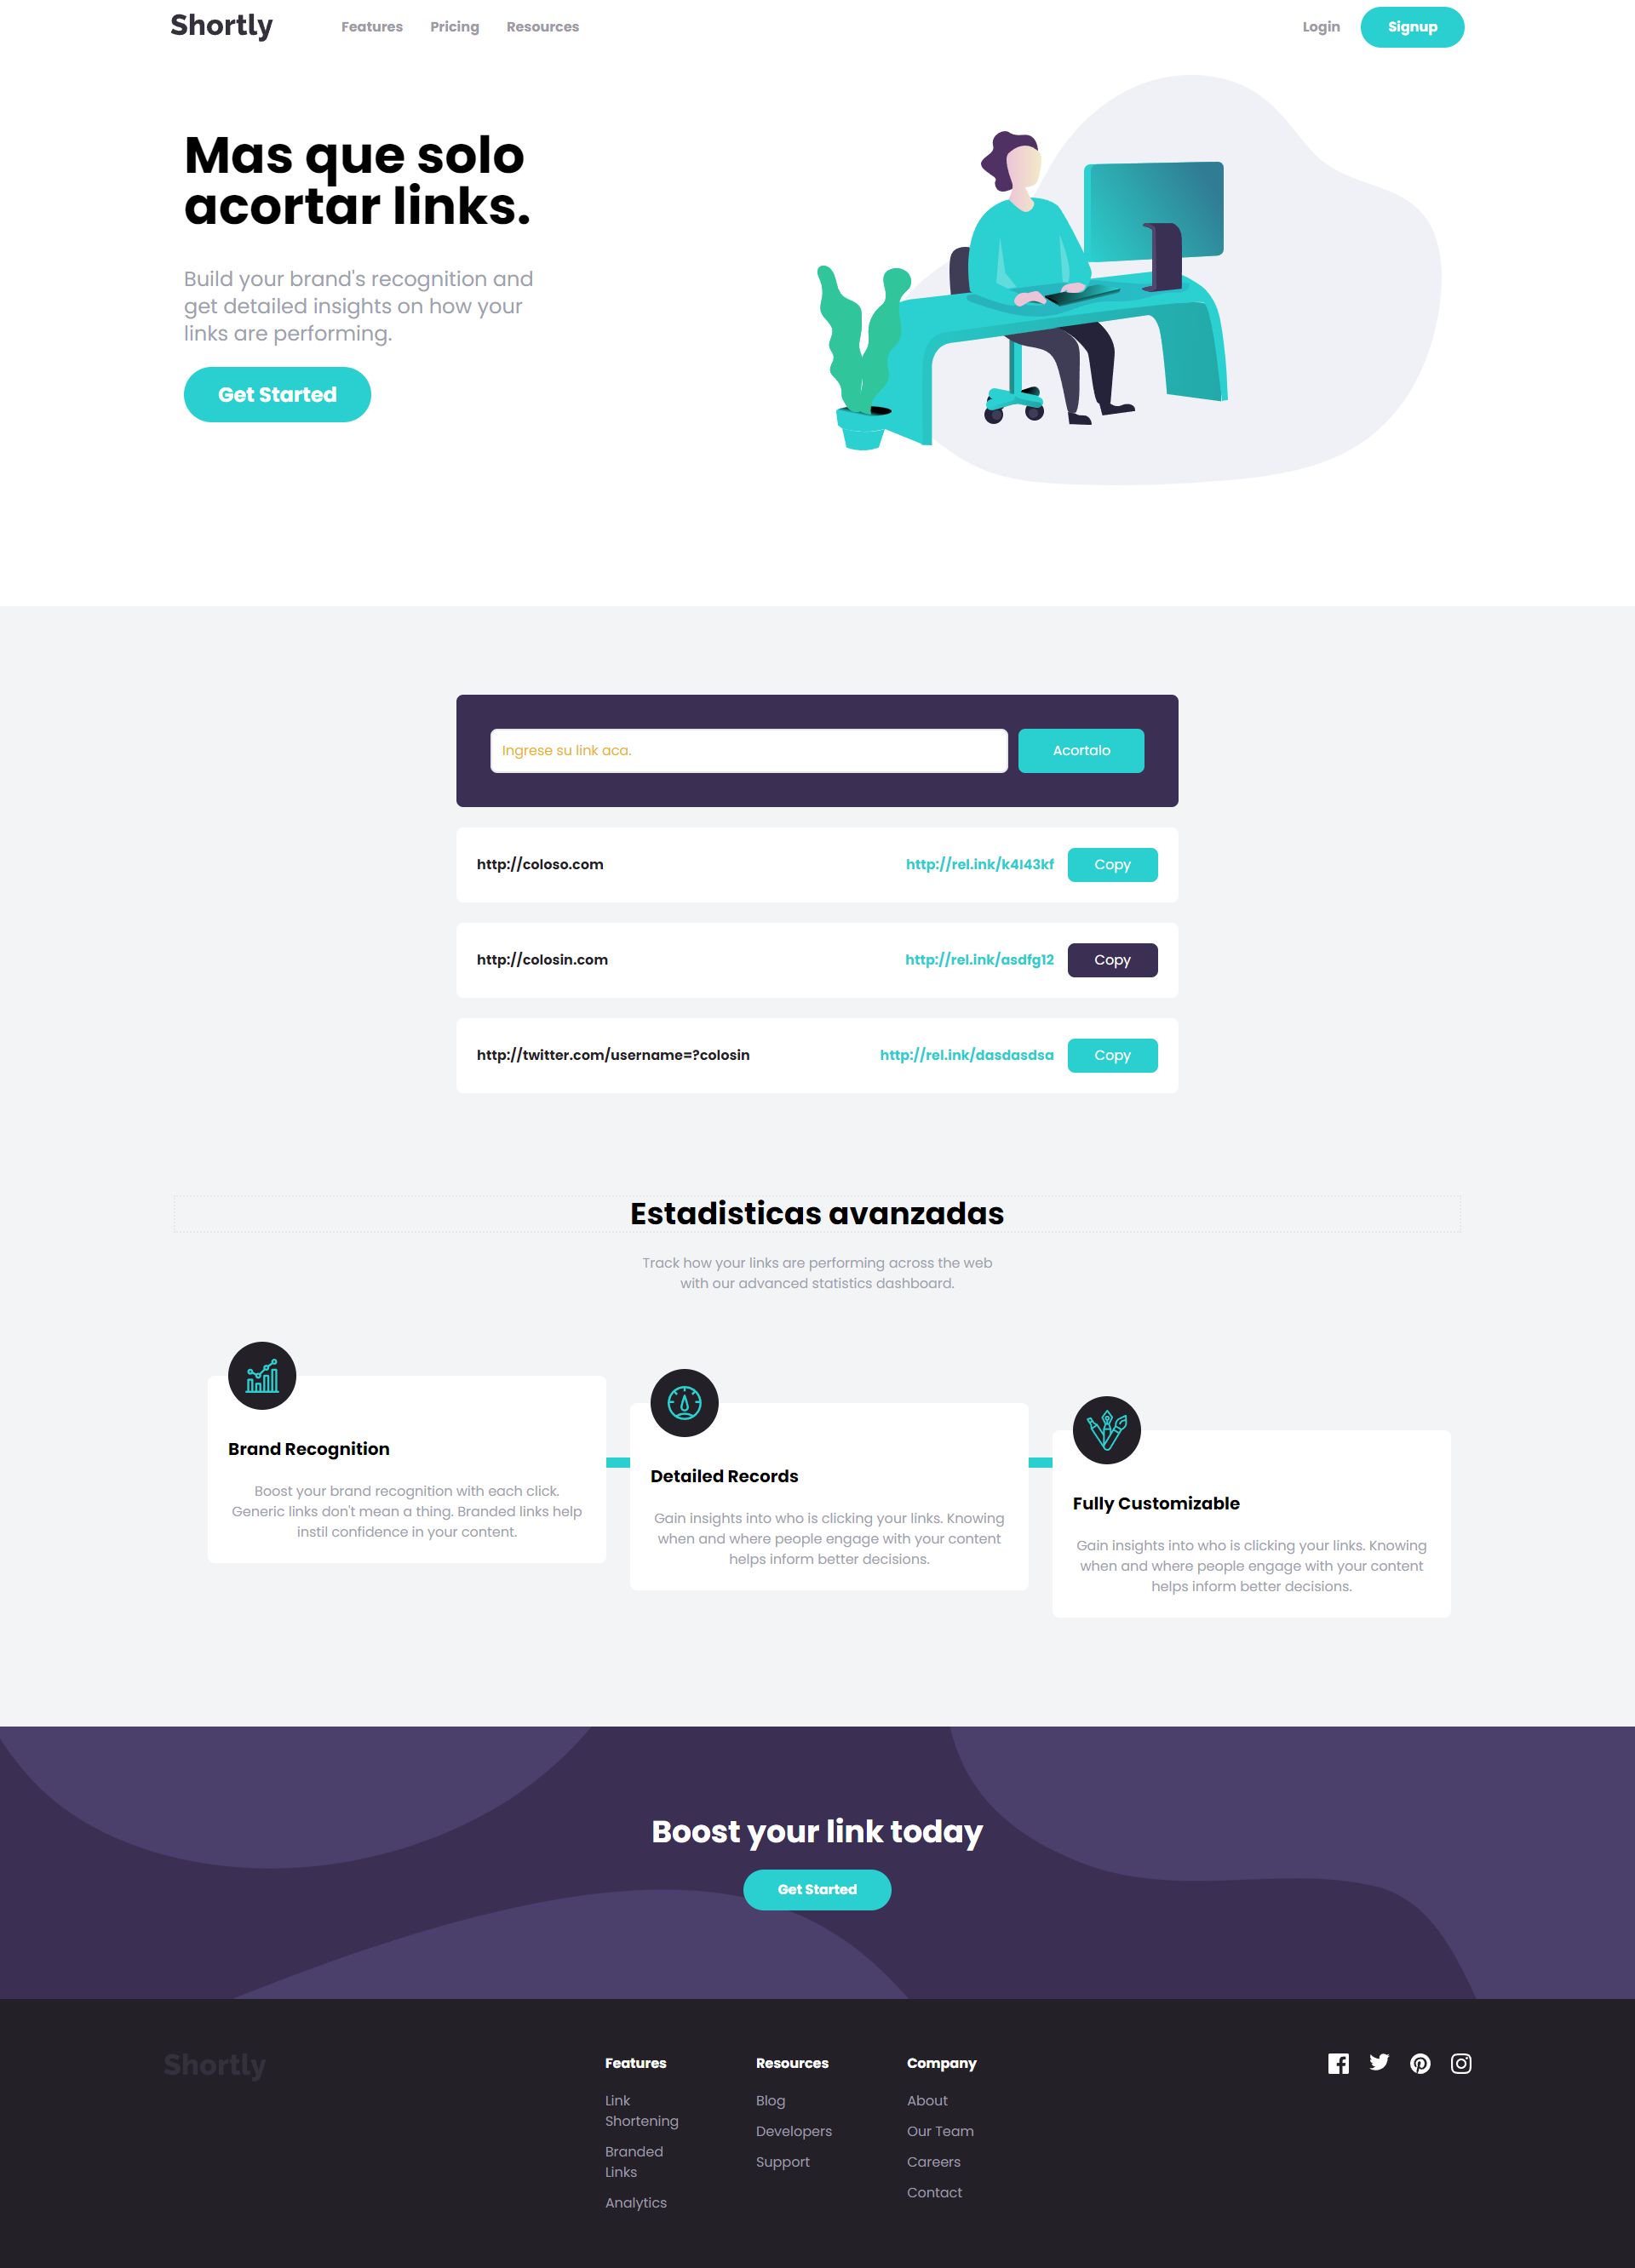 Shortly
Features
Pricing
Resources
Login
Signup
Mas que solo
acortar links.
Build your brand's recognition and
get detailed insights on how your
links are performing.
Get Started
Ingrese su link aca.
Acortalo
http://coloso.com
http://rel.ink/k4l43kf
Copy
http://colosin.com
http://rel.ink/asdfg12
Copy
http://twitter.com/username=?colosin
http://rel.ink/dasdasdsa
Copy
Estadisticas avanzadas
Track how your links are performing across the web
with our advanced statistics dashboard.
Brand Recognition
Boost your brand recognition with each click.
Generic links don't mean a thing. Branded links help
instil confidence in your content.
Detailed Records
Gain insights into who is clicking your links. Knowing
when and where people engage with your content
helps inform better decisions.
Fully Customizable
Gain insights into who is clicking your links. Knowing
when and where people engage with your content
helps inform better decisions.
Boost your link today
Get Started
Shortly
Features
Link
Shortening
Branded
Links
Analytics
Resources
Blog
Developers
Support
Company
About
Our Team
Careers
Contact